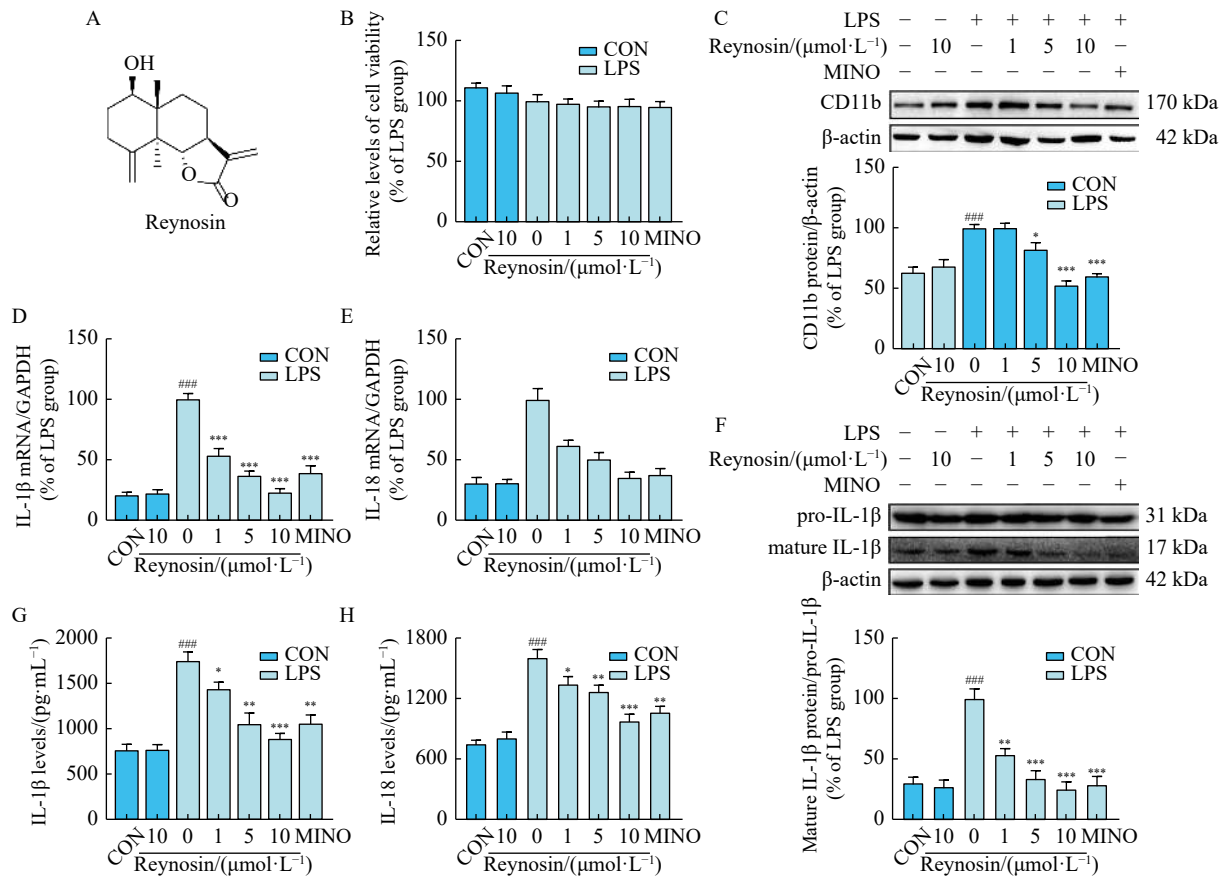 A
OH
O
O
Reynosin
B
Relative levels of cell viability
(% of LPS group)
150
100
50
0
CON
LPS
CON 10 0 1 5 10 MINO
Reynosin/(μmol·L⁻¹)
C
LPS − − + + + + +
Reynosin/(μmol·L⁻¹) − 10 − 1 5 10 −
MINO − − − − − − +
CD11b 170 kDa
β-actin 42 kDa
CD11b protein/β-actin
(% of LPS group)
150
100
50
0
CON
LPS
###
*
***
***
CON 10 0 1 5 10 MINO
Reynosin/(μmol·L⁻¹)
D
IL-1β mRNA/GAPDH
(% of LPS group)
150
100
50
0
CON
LPS
###
***
***
***
***
CON 10 0 1 5 10 MINO
Reynosin/(μmol·L⁻¹)
E
IL-18 mRNA/GAPDH
(% of LPS group)
150
100
50
0
CON
LPS
CON 10 0 1 5 10 MINO
Reynosin/(μmol·L⁻¹)
F
LPS − − + + + + +
Reynosin/(μmol·L⁻¹) − 10 − 1 5 10 −
MINO − − − − − − +
pro-IL-1β 31 kDa
mature IL-1β 17 kDa
β-actin 42 kDa
Mature IL-1β protein/pro-IL-1β
(% of LPS group)
150
100
50
0
CON
LPS
###
**
***
***
***
CON 10 0 1 5 10 MINO
Reynosin/(μmol·L⁻¹)
G
IL-1β levels/(pg·mL⁻¹)
2000
1500
1000
500
0
CON
LPS
###
*
**
***
**
CON 10 0 1 5 10 MINO
Reynosin/(μmol·L⁻¹)
H
IL-18 levels/(pg·mL⁻¹)
1800
1200
600
0
CON
LPS
###
*
**
***
**
CON 10 0 1 5 10 MINO
Reynosin/(μmol·L⁻¹)